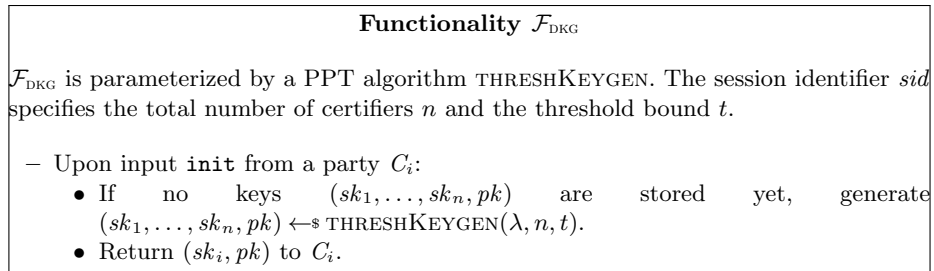 Functionality F_DKG
F_DKG is parameterized by a PPT algorithm THRESHKEYGEN. The session identifier sid
specifies the total number of certifiers n and the threshold bound t.
– Upon input init from a party C_i:
• If no keys (sk_1, . . . , sk_n, pk) are stored yet, generate
(sk_1, . . . , sk_n, pk) ←$ THRESHKEYGEN(λ, n, t).
• Return (sk_i, pk) to C_i.